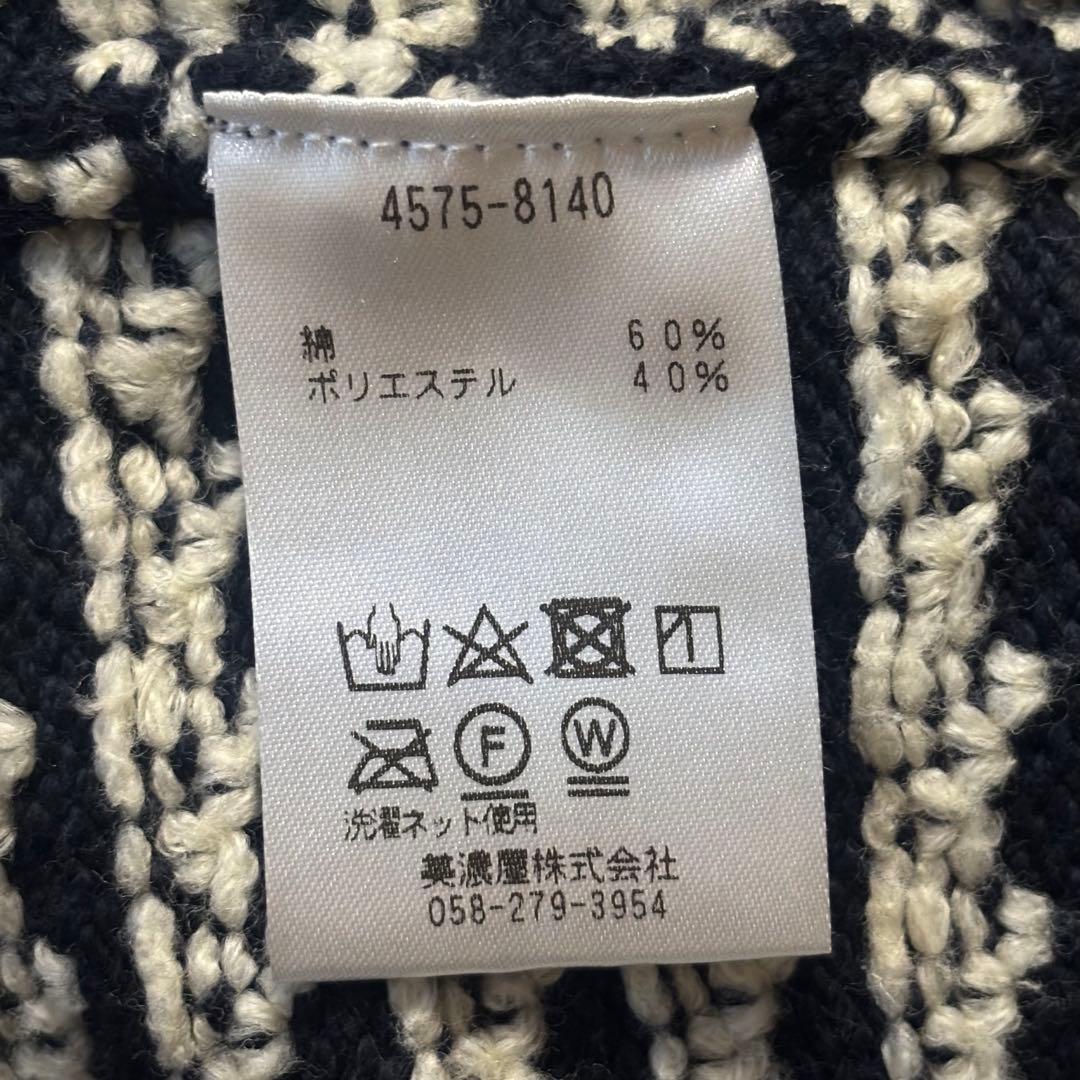 4575-8140
綿 60%
ポリエステル 40%
F W
洗濯ネット使用
美濃屋株式会社
058-279-3954